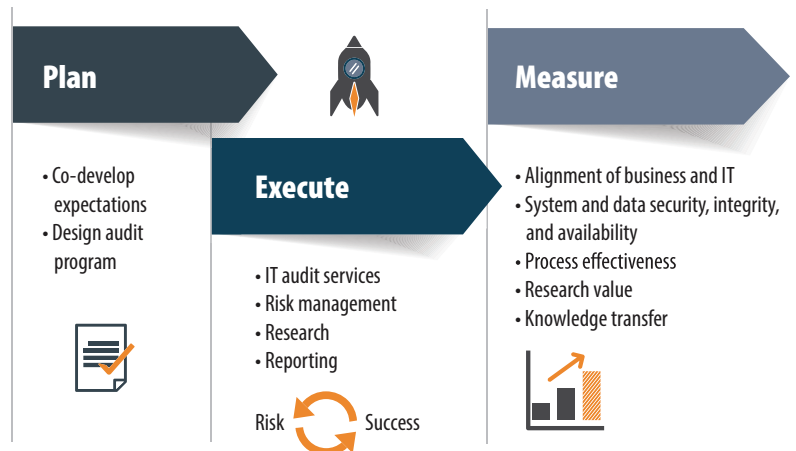 Plan
• Co-develop
expectations
• Design audit
program
Execute
• IT audit services
• Risk management
• Research
• Reporting
Risk
Success
Measure
• Alignment of business and IT
• System and data security, integrity,
and availability
• Process effectiveness
• Research value
• Knowledge transfer